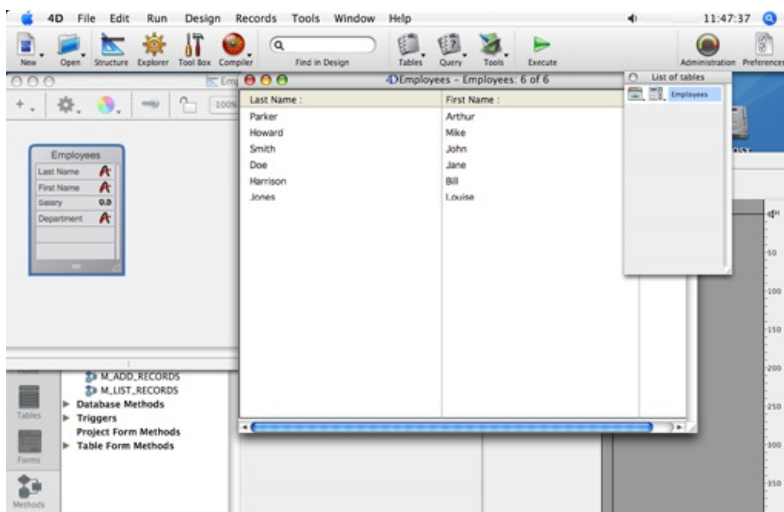 4D File Edit Run Design Records Tools Window Help 11:47:37
New Open Structure Explorer Tool Box Compiler Find in Design Tables Query Tools Execute Administration Preferences
Employees – Employees: 6 of 6
List of tables
Employees
100%
Last Name : First Name :
Parker Arthur
Howard Mike
Smith John
Doe Jane
Harrison Bill
Jones Louise
Employees
Last Name
First Name
Salary 0.0
Department
M_ADD_RECORDS
M_LIST_RECORDS
Database Methods
Triggers
Project Form Methods
Table Form Methods
Tables
Forms
Methods
50
100
150
200
250
300
350